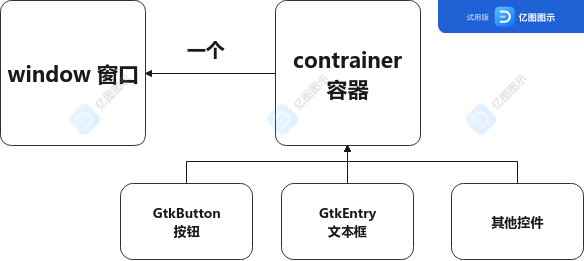 试用版 亿图图示
一个
window 窗口
contrainer
容器
亿图图示
亿图图示
亿图图示
GtkButton
按钮
GtkEntry
文本框
其他控件